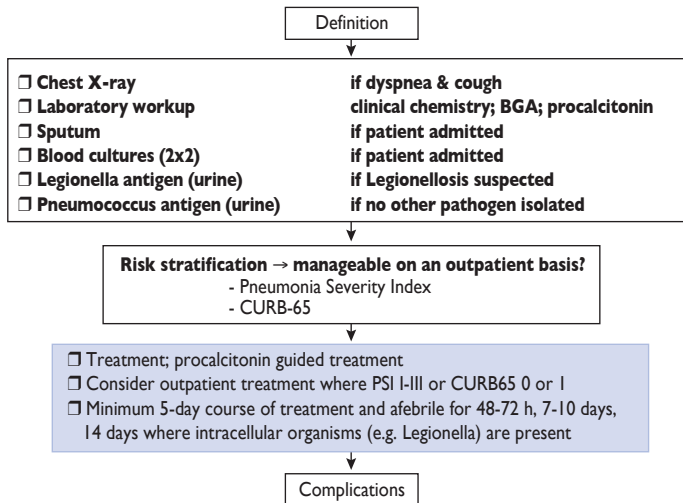 Definition
❒ Chest X-ray if dyspnea & cough
❒ Laboratory workup clinical chemistry; BGA; procalcitonin
❒ Sputum if patient admitted
❒ Blood cultures (2x2) if patient admitted
❒ Legionella antigen (urine) if Legionellosis suspected
❒ Pneumococcus antigen (urine) if no other pathogen isolated
Risk stratification → manageable on an outpatient basis?
- Pneumonia Severity Index
- CURB-65
❒ Treatment; procalcitonin guided treatment
❒ Consider outpatient treatment where PSI I-III or CURB65 0 or 1
❒ Minimum 5-day course of treatment and afebrile for 48-72 h, 7-10 days,
14 days where intracellular organisms (e.g. Legionella) are present
Complications